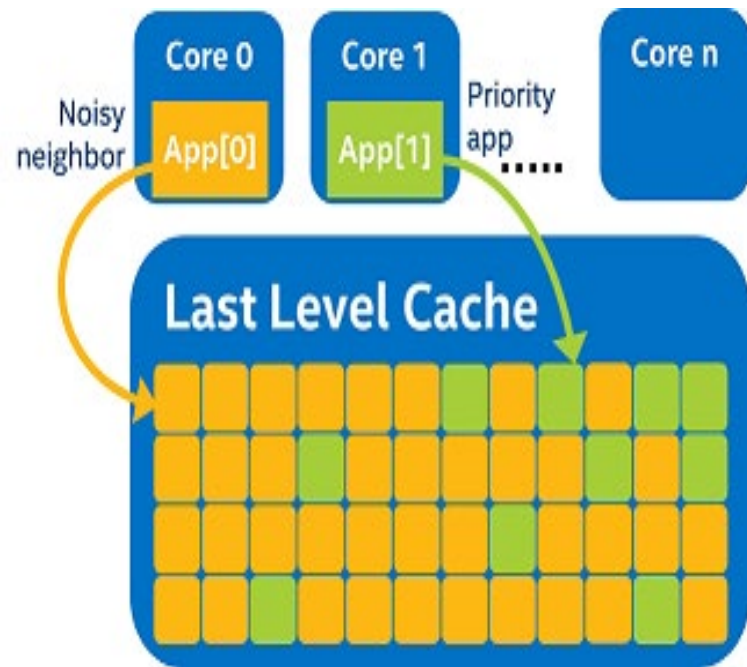 Core 0
Core 1
Core n
Noisy
neighbor
App[0]
App[1]
Priority
app
Last Level Cache